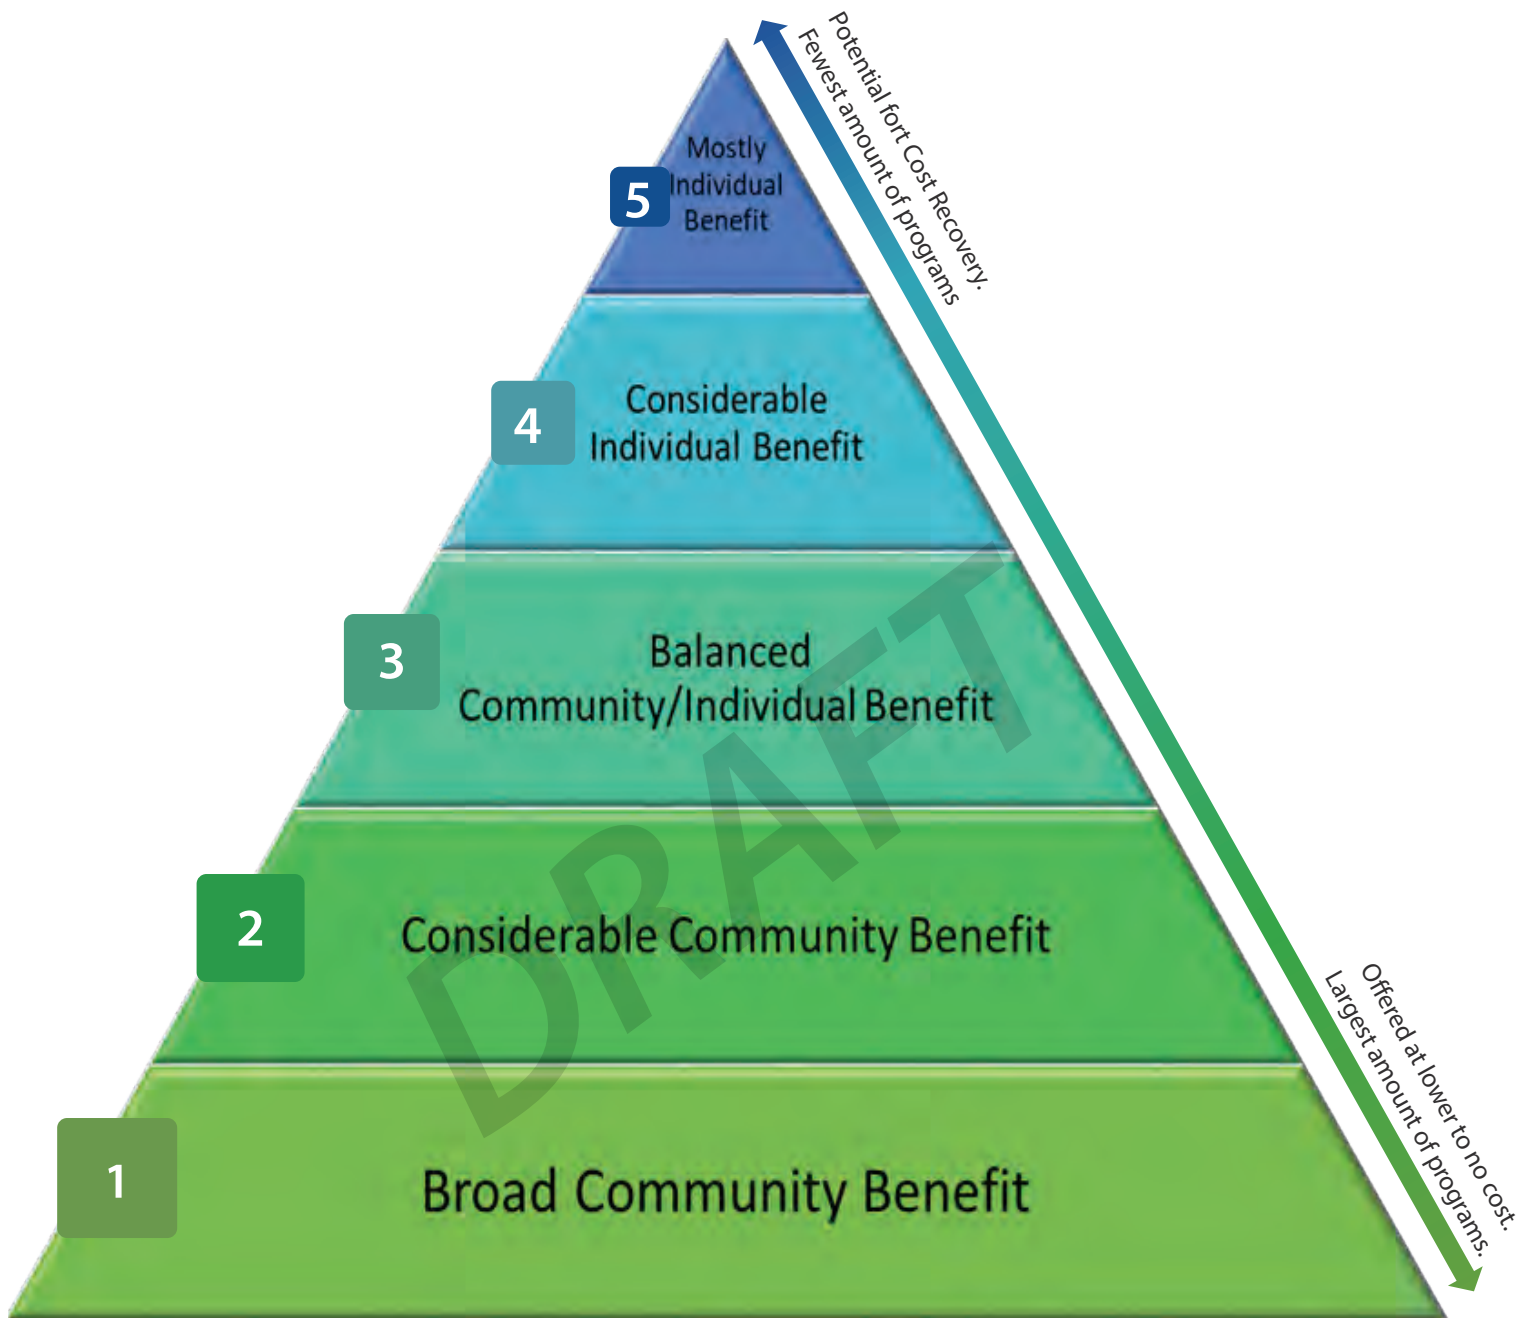 Potential fort Cost Recovery.
Fewest amount of programs
5
Mostly
Individual
Benefit
4
Considerable
Individual Benefit
3
Balanced
Community/Individual Benefit
2
Considerable Community Benefit
Offered at lower to no cost.
Largest amount of programs.
1
Broad Community Benefit
DRAFT